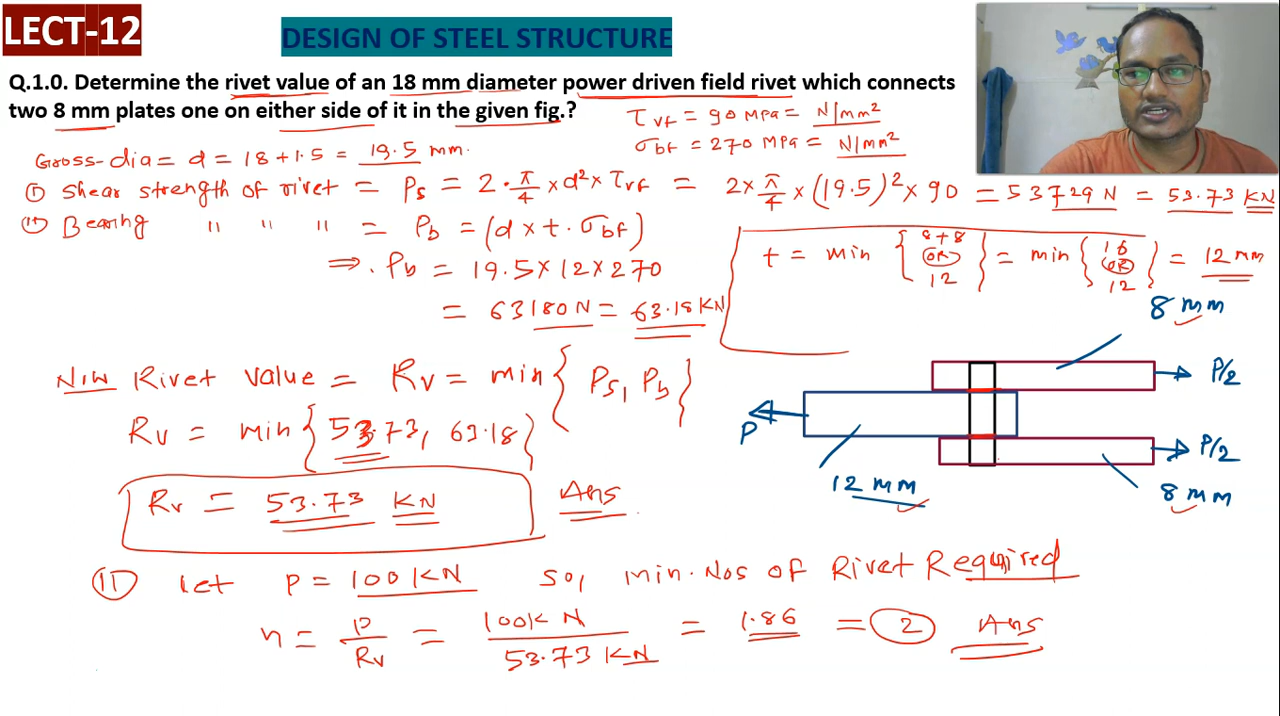 LECT-12
DESIGN OF STEEL STRUCTURE
Q.1.0. Determine the rivet value of an 18 mm diameter power driven field rivet which connects
two 8 mm plates one on either side of it in the given fig.?
τvf = 90 MPa = N/mm²
σbf = 270 MPa = N/mm²
Gross-dia = d = 18 + 1.5 = 19.5 mm.
(i) Shear strength of rivet = Ps = 2·π/4 × d² × τvf = 2 × π/4 × (19.5)² × 90 = 53729 N = 53.73 KN
(ii) Bearing " " " = Pb = (d × t · σbf)
⇒ . Pb = 19.5 × 12 × 270
= 63180 N = 63.18 KN
t = min { 8+8 OR 12 } = min { 16 OR 12 } = 12 mm
8 mm
P/2
P
P/2
12 mm
8 mm
Now Rivet Value = Rv = min { Ps, Pb }
Rv = min { 53.73, 63.18 }
Rv = 53.73 KN Ans
(II) Let P = 100 KN So, min. Nos of Rivet Required
n = P/Rv = 100K N/53.73 KN = 1.86 = 2 Ans